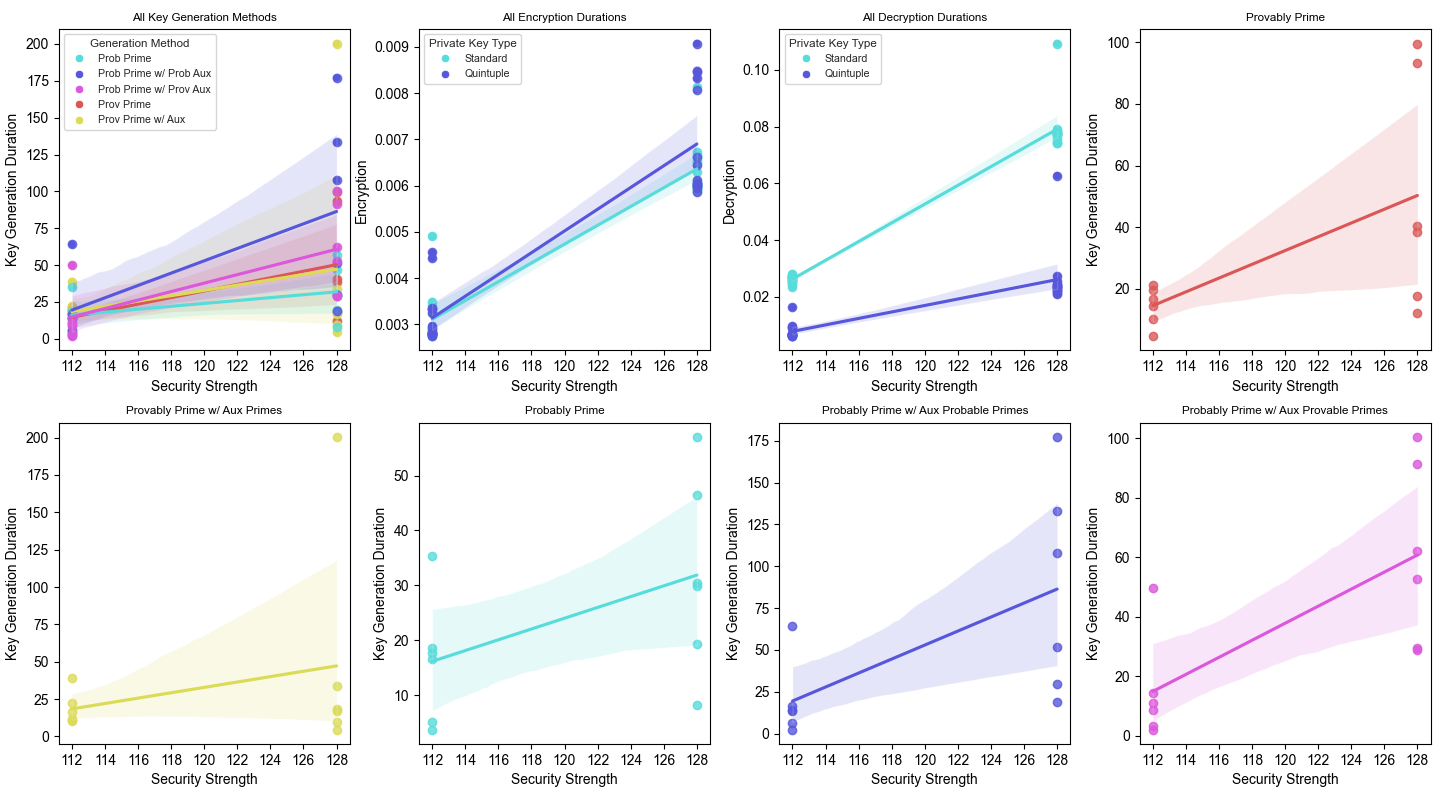 All Key Generation Methods
200
175
150
125
100
75
50
25
0
Key Generation Duration
Generation Method
Prob Prime
Prob Prime w/ Prob Aux
Prob Prime w/ Prov Aux
Prov Prime
Prov Prime w/ Aux
112 114 116 118 120 122 124 126 128
Security Strength
All Encryption Durations
0.009
0.008
0.007
0.006
0.005
0.004
0.003
Encryption
Private Key Type
Standard
Quintuple
112 114 116 118 120 122 124 126 128
Security Strength
All Decryption Durations
0.10
0.08
0.06
0.04
0.02
Decryption
Private Key Type
Standard
Quintuple
112 114 116 118 120 122 124 126 128
Security Strength
Provably Prime
100
80
60
40
20
Key Generation Duration
112 114 116 118 120 122 124 126 128
Security Strength
Provably Prime w/ Aux Primes
200
175
150
125
100
75
50
25
0
Key Generation Duration
112 114 116 118 120 122 124 126 128
Security Strength
Probably Prime
50
40
30
20
10
Key Generation Duration
112 114 116 118 120 122 124 126 128
Security Strength
Probably Prime w/ Aux Probable Primes
175
150
125
100
75
50
25
0
Key Generation Duration
112 114 116 118 120 122 124 126 128
Security Strength
Probably Prime w/ Aux Provable Primes
100
80
60
40
20
0
Key Generation Duration
112 114 116 118 120 122 124 126 128
Security Strength